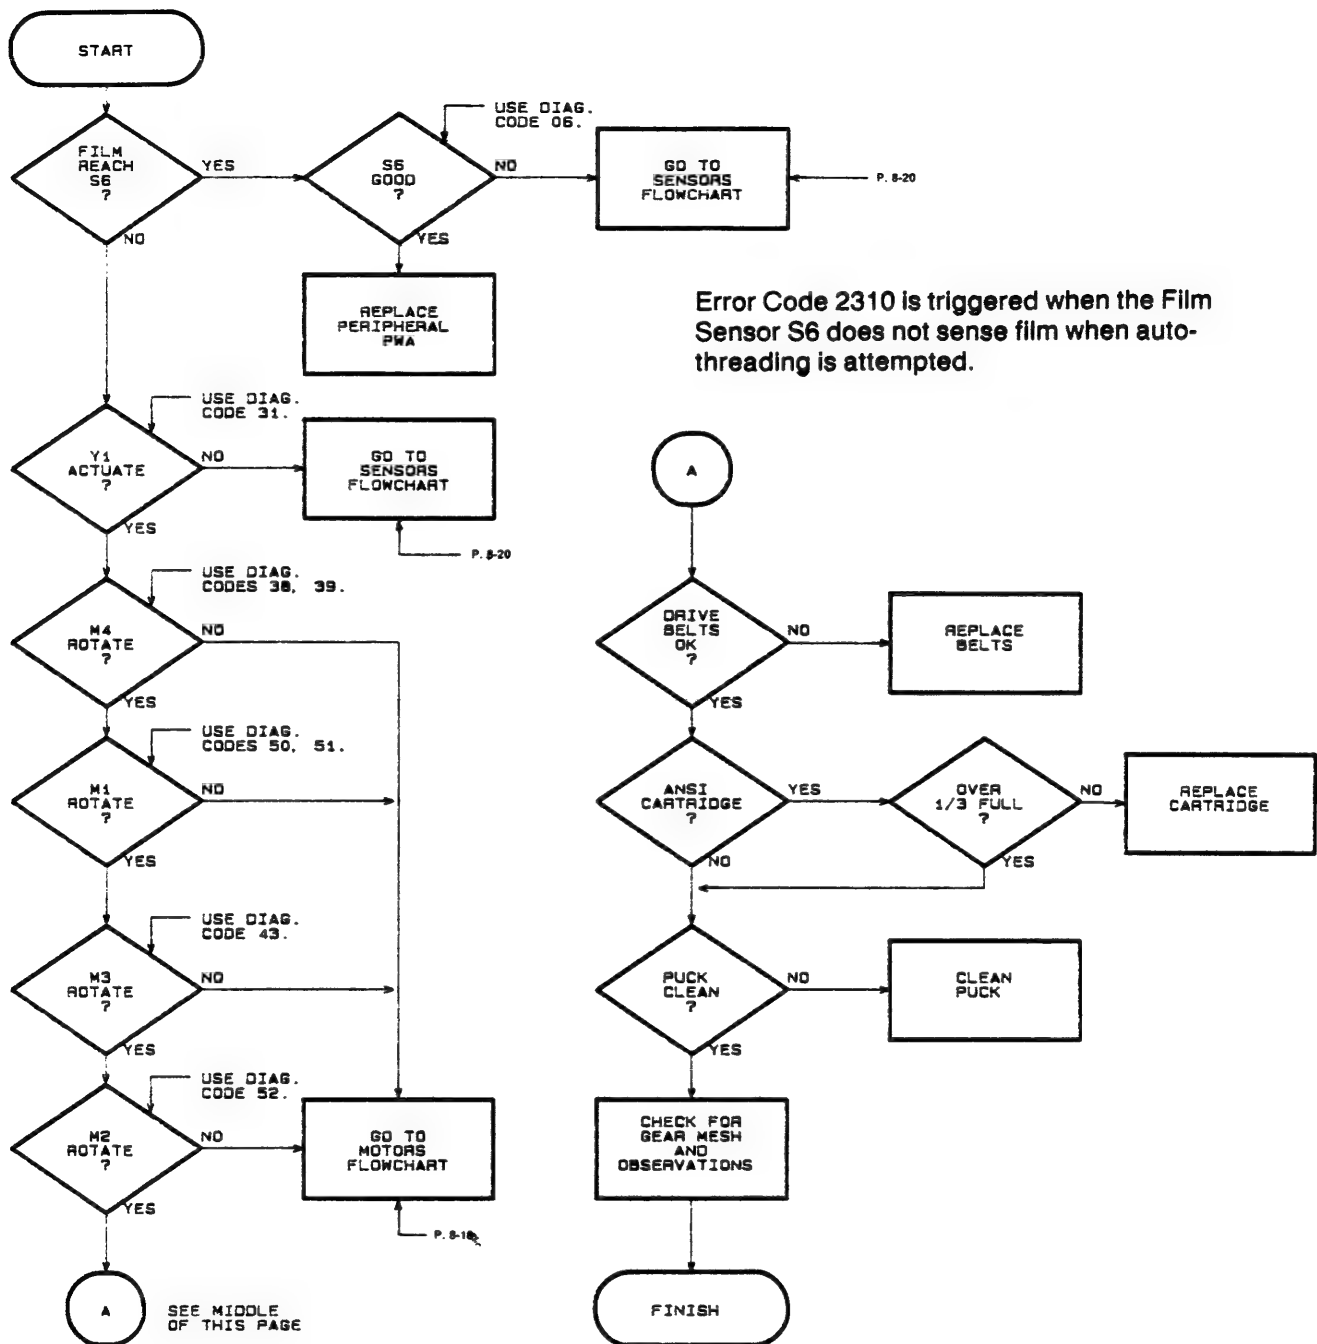 START
FILM
REACH
S6
?
YES
NO
USE DIAG.
CODE 06.
S6
GOOD
?
NO
YES
GO TO
SENSORS
FLOWCHART
P. 8-20
REPLACE
PERIPHERAL
PWA
Error Code 2310 is triggered when the Film
Sensor S6 does not sense film when auto-
threading is attempted.
USE DIAG.
CODE 31.
Y1
ACTUATE
?
NO
YES
GO TO
SENSORS
FLOWCHART
P. 8-20
USE DIAG.
CODES 38, 39.
M4
ROTATE
?
NO
YES
USE DIAG.
CODES 50, 51.
M1
ROTATE
?
NO
YES
USE DIAG.
CODE 43.
M3
ROTATE
?
NO
YES
USE DIAG.
CODE 52.
M2
ROTATE
?
NO
YES
GO TO
MOTORS
FLOWCHART
P. 8-18
A
SEE MIDDLE
OF THIS PAGE
A
DRIVE
BELTS
OK
?
NO
YES
REPLACE
BELTS
ANSI
CARTRIDGE
?
YES
NO
OVER
1/3 FULL
?
NO
YES
REPLACE
CARTRIDGE
PUCK
CLEAN
?
NO
YES
CLEAN
PUCK
CHECK FOR
GEAR MESH
AND
OBSERVATIONS
FINISH